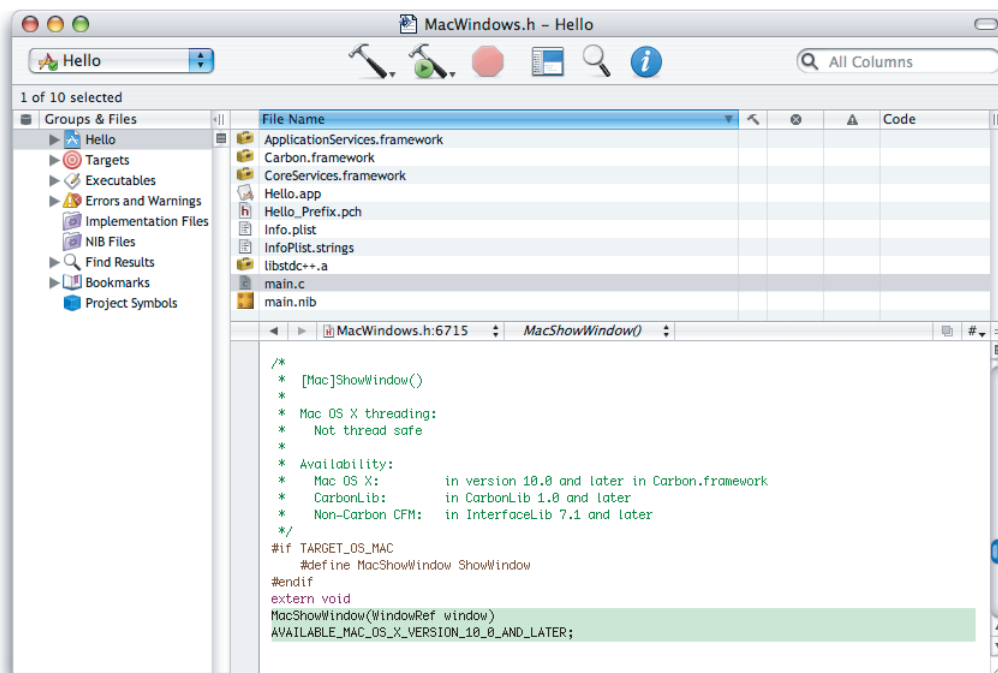 MacWindows.h – Hello
Hello
All Columns
1 of 10 selected
Groups & Files
Hello
Targets
Executables
Errors and Warnings
Implementation Files
NIB Files
Find Results
Bookmarks
Project Symbols
File Name
Code
ApplicationServices.framework
Carbon.framework
CoreServices.framework
Hello.app
Hello_Prefix.pch
Info.plist
InfoPlist.strings
libstdc++.a
main.c
main.nib
MacWindows.h:6715 MacShowWindow() #
/*
* [Mac]ShowWindow()
*
* Mac OS X threading:
* Not thread safe
*
* Availability:
* Mac OS X: in version 10.0 and later in Carbon.framework
* CarbonLib: in CarbonLib 1.0 and later
* Non-Carbon CFM: in InterfaceLib 7.1 and later
*/
#if TARGET_OS_MAC
#define MacShowWindow ShowWindow
#endif
extern void
MacShowWindow(WindowRef window)
AVAILABLE_MAC_OS_X_VERSION_10_0_AND_LATER;